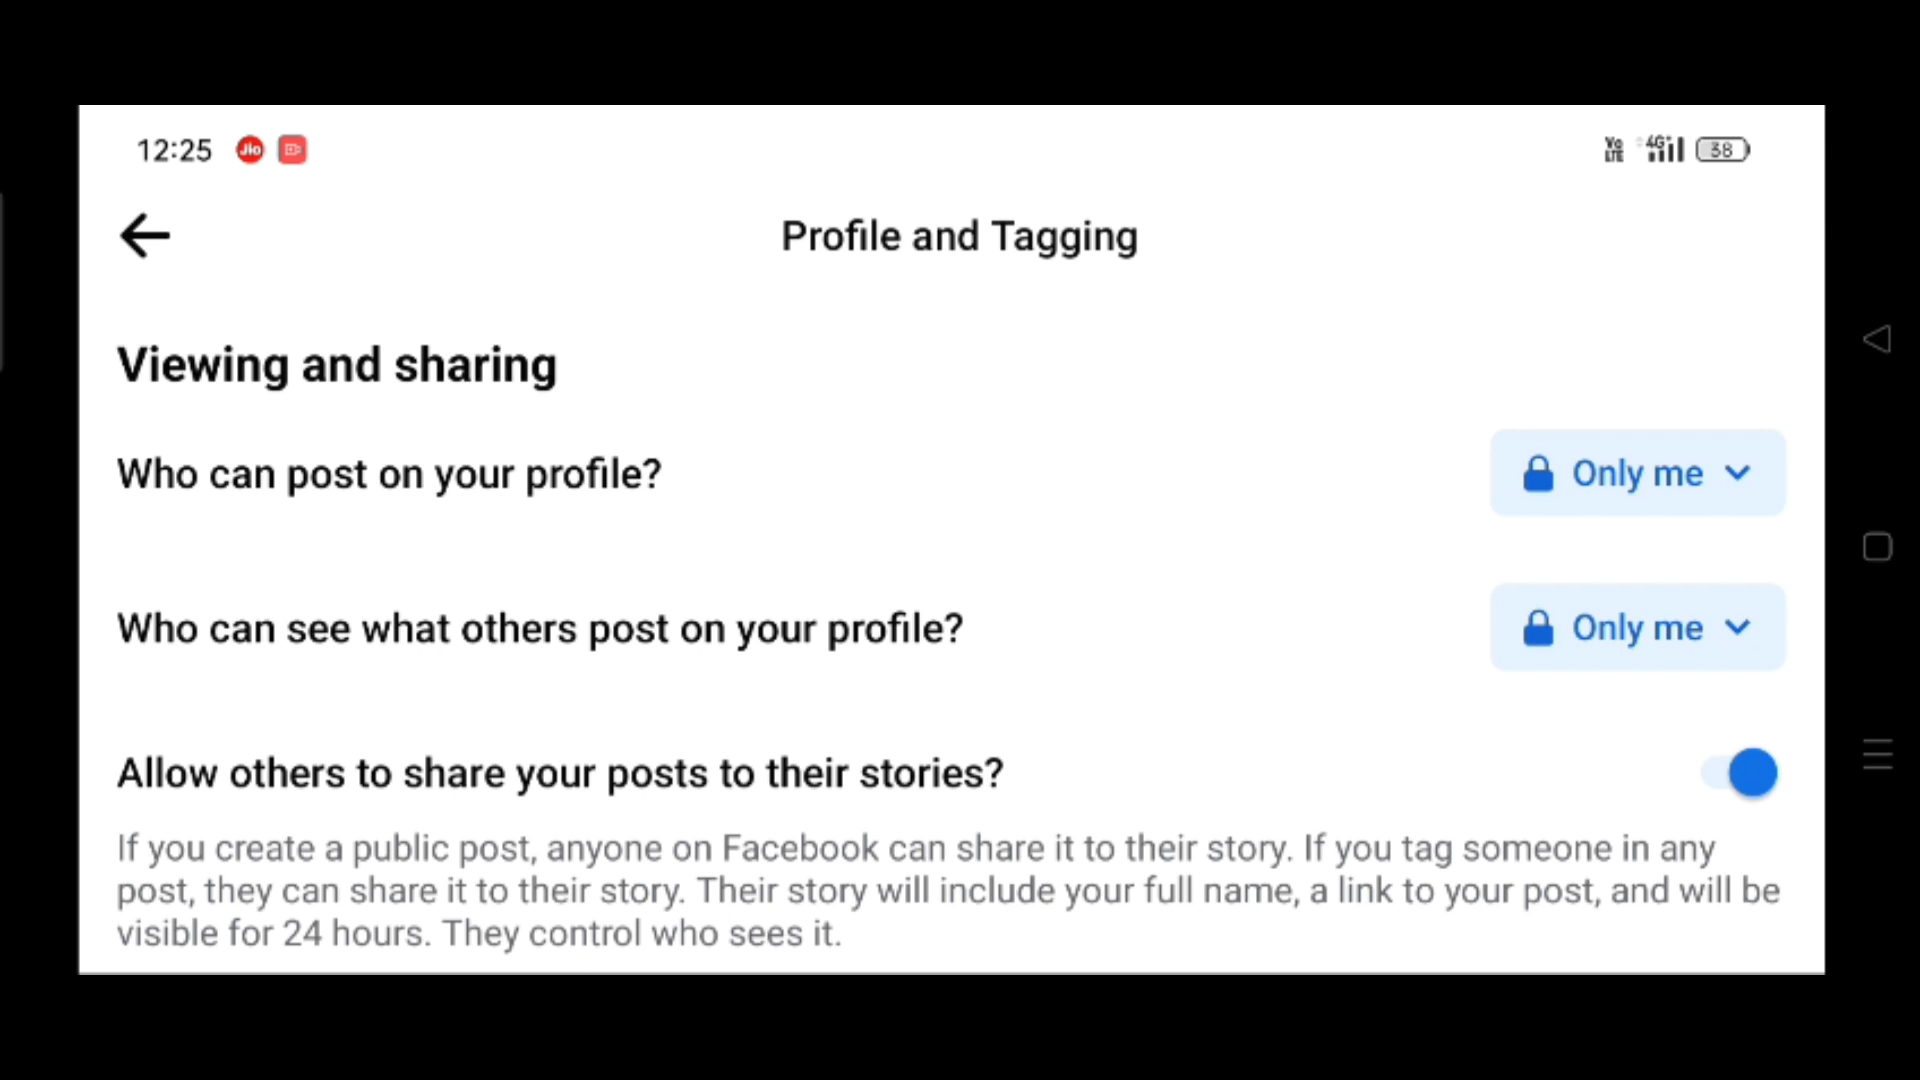 12:25 Jio Vo LTE 4G+ 38
Profile and Tagging
Viewing and sharing
Who can post on your profile? Only me
Who can see what others post on your profile? Only me
Allow others to share your posts to their stories?
If you create a public post, anyone on Facebook can share it to their story. If you tag someone in any
post, they can share it to their story. Their story will include your full name, a link to your post, and will be
visible for 24 hours. They control who sees it.